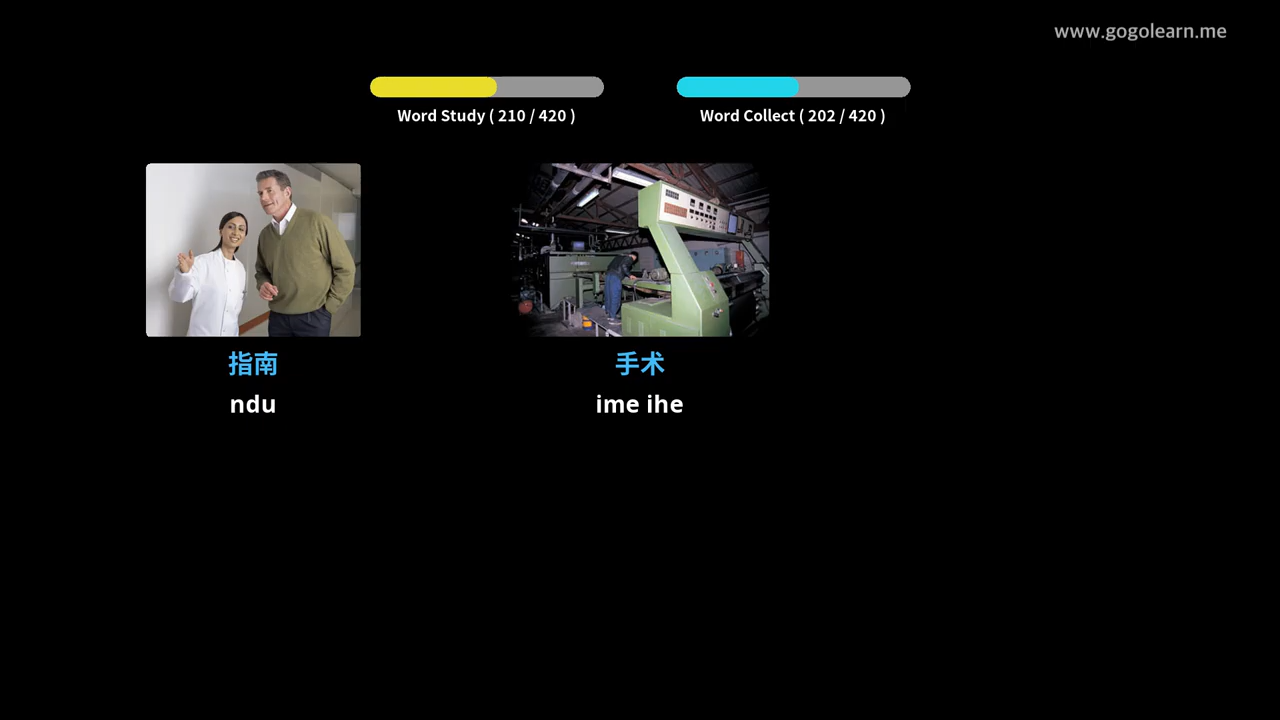 www.gogolearn.me
Word Study ( 210 / 420 )
Word Collect ( 202 / 420 )
指南
手术
ndu
ime ihe